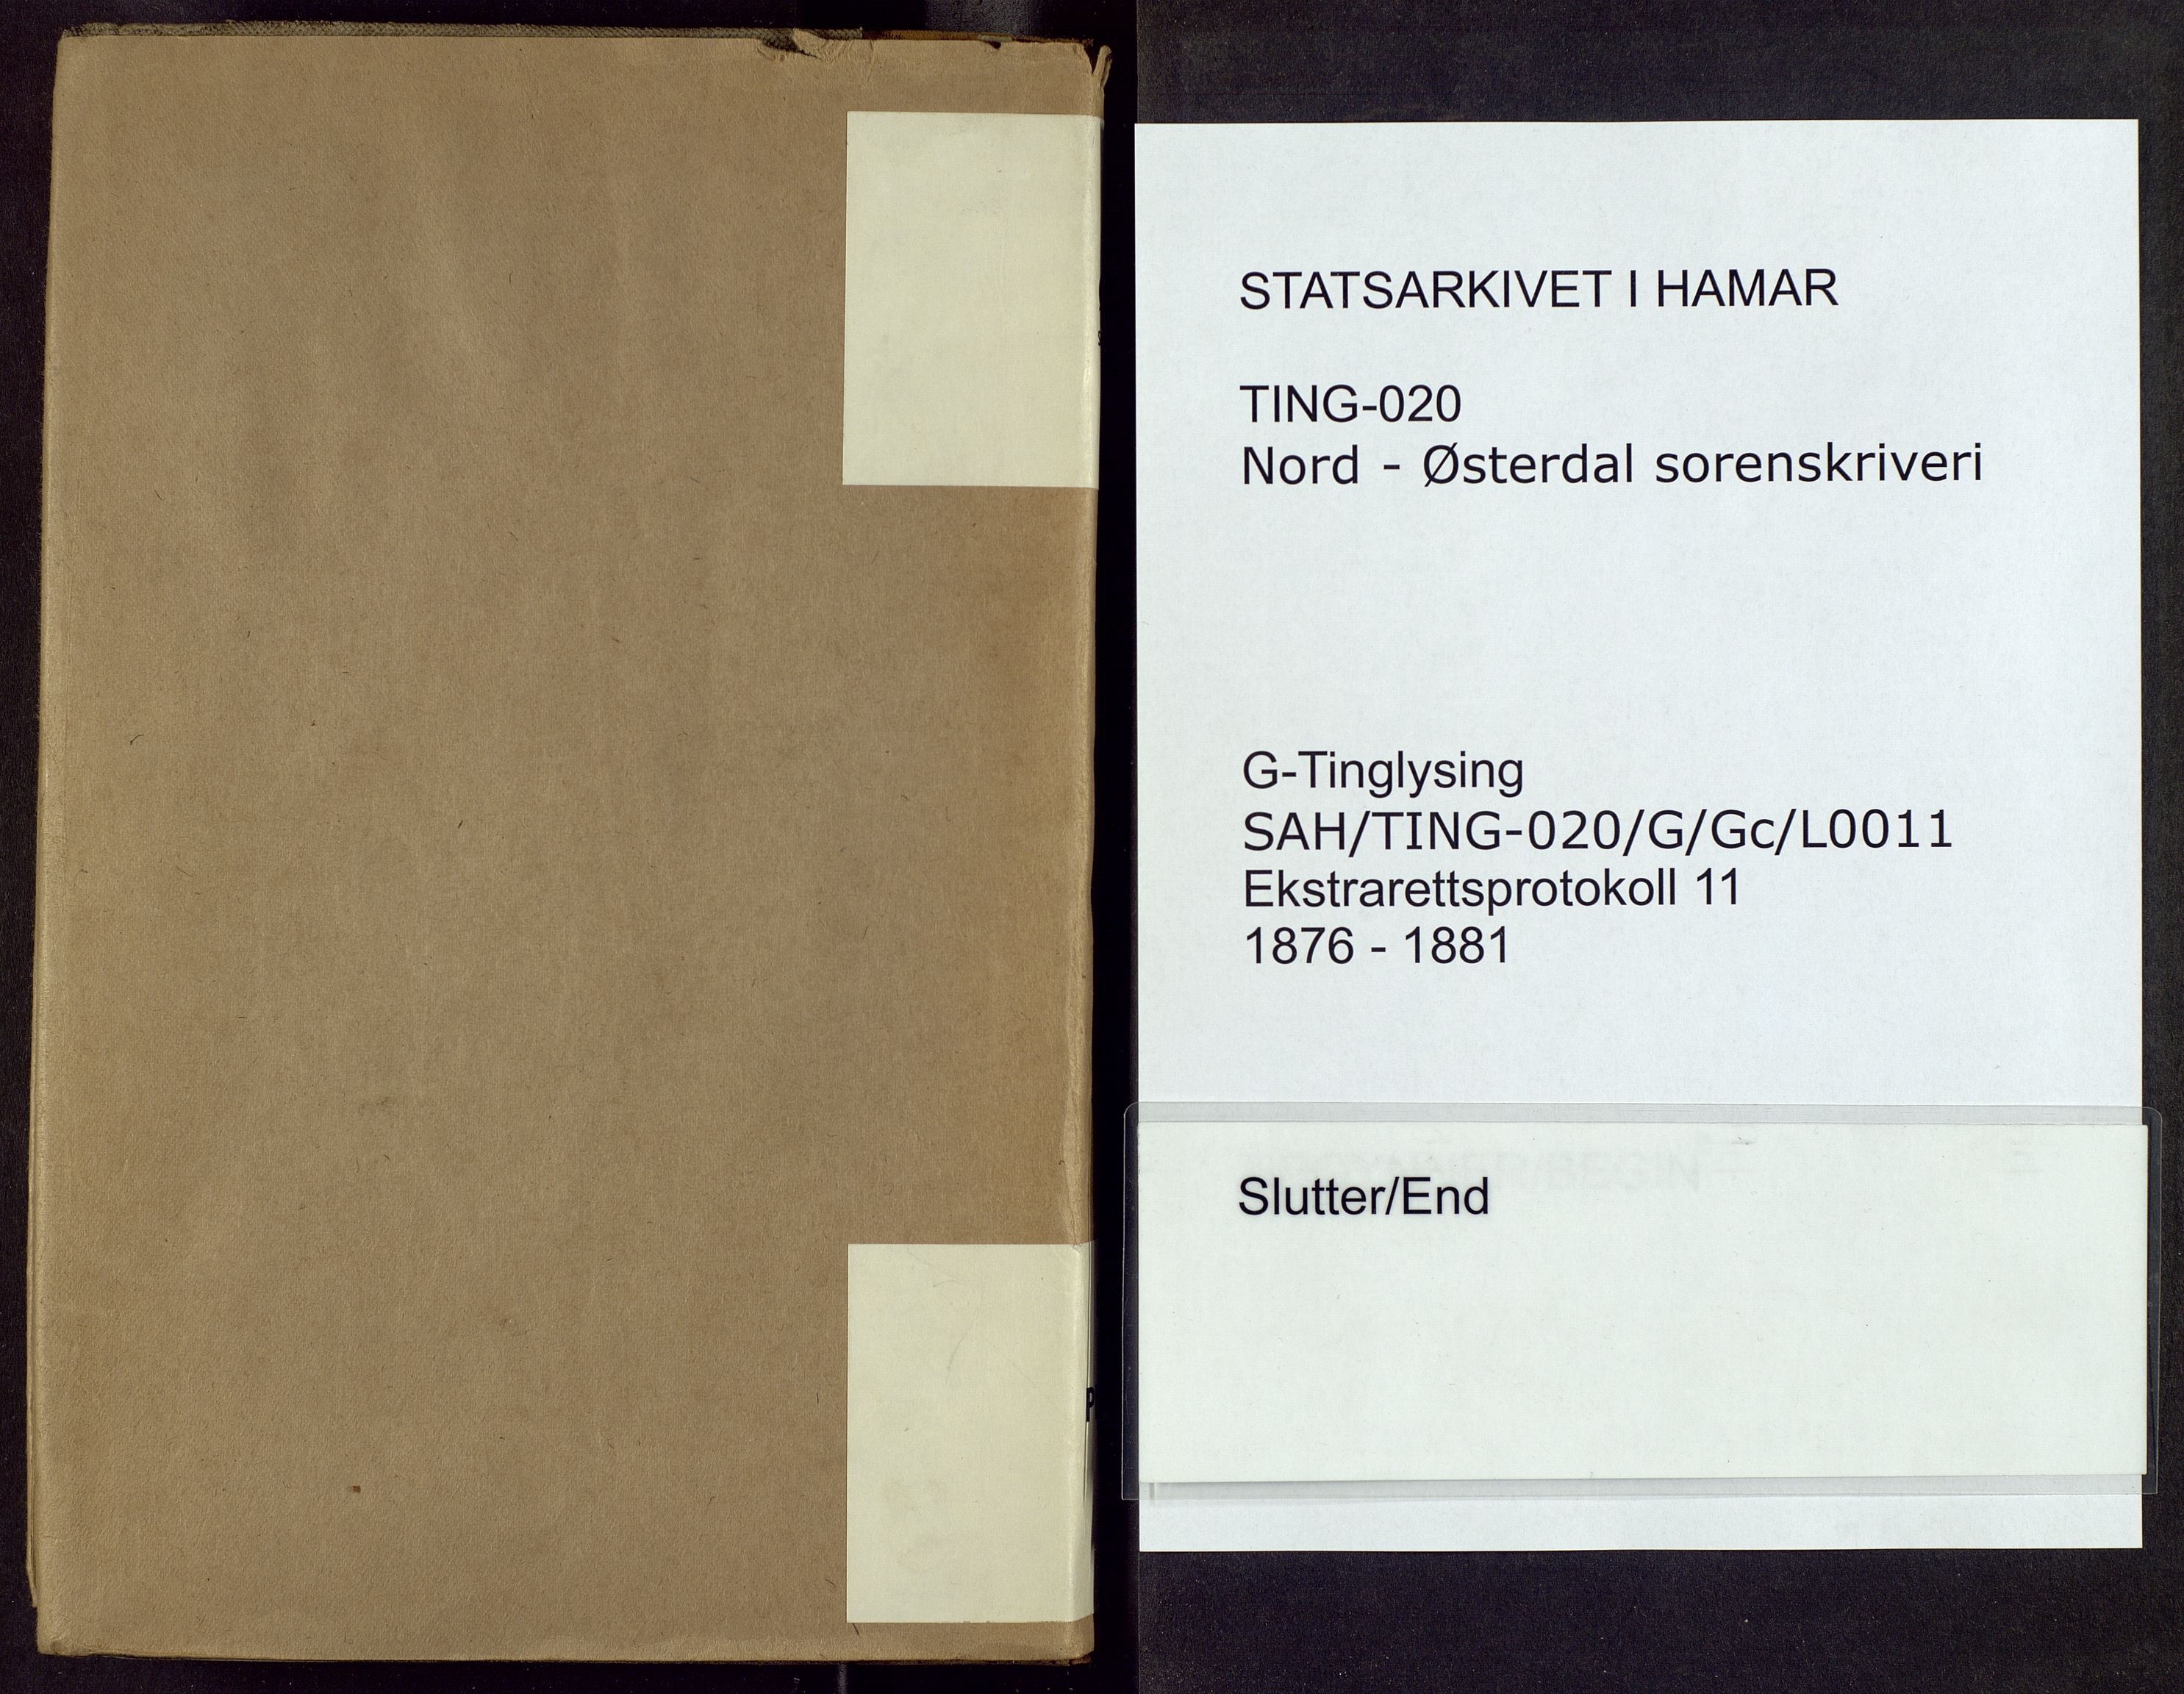 STATSARKIVET I HAMAR
TING-020
Nord - Østerdal sorenskriveri
G-Tinglysing
SAH/TING-020/G/Gc/L0011
Ekstrarettsprotokoll 11
1876 - 1881
Slutter/End
P